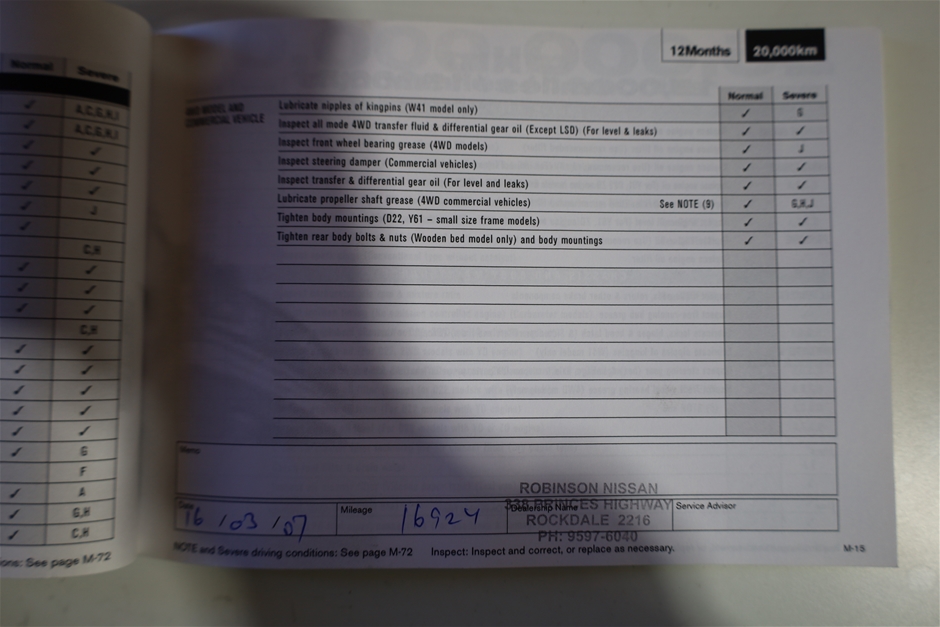 Normal Severe
✓ A,C,G,H,I
✓ A,C,G,H,I
✓ ✓
✓ ✓
✓ ✓
✓ J
✓
C,H
✓ ✓
✓ ✓
✓ ✓
C,H
✓ ✓
✓ ✓
✓ ✓
✓ ✓
✓ ✓
✓ G
F
✓ A
✓ G,H
✓ C,H
ons: See page M-72
12Months 20,000km
Normal Severe
MODEL AND
COMMERCIAL VEHICLE
Lubricate nipples of kingpins (W41 model only) ✓ G
Inspect all mode 4WD transfer fluid & differential gear oil (Except LSD) (For level & leaks) ✓ ✓
Inspect front wheel bearing grease (4WD models) ✓ J
Inspect steering damper (Commercial vehicles) ✓ ✓
Inspect transfer & differential gear oil (For level and leaks) ✓ ✓
Lubricate propeller shaft grease (4WD commercial vehicles) See NOTE (9) ✓ G,H,J
Tighten body mountings (D22, Y61 – small size frame models) ✓ ✓
Tighten rear body bolts & nuts (Wooden bed model only) and body mountings ✓ ✓
Memo
Date 16/03/07
Mileage 16924
Dealership Name
ROBINSON NISSAN
PRINCES HIGHWAY
ROCKDALE 2216
PH: 9597-6040
Service Advisor
NOTE and Severe driving conditions: See page M-72 Inspect: Inspect and correct, or replace as necessary.
M-15